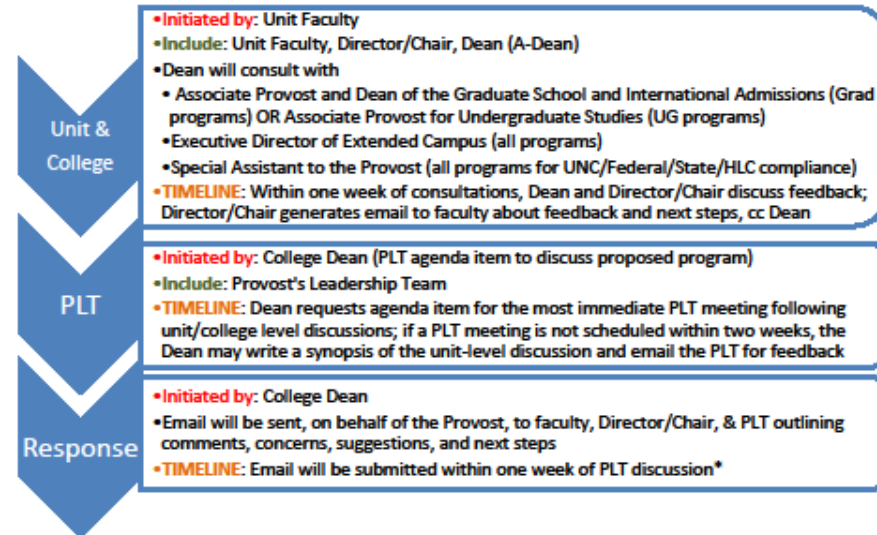 Unit &
College
•Initiated by: Unit Faculty
•Include: Unit Faculty, Director/Chair, Dean (A-Dean)
•Dean will consult with
• Associate Provost and Dean of the Graduate School and International Admissions (Grad
programs) OR Associate Provost for Undergraduate Studies (UG programs)
•Executive Director of Extended Campus (all programs)
•Special Assistant to the Provost (all programs for UNC/Federal/State/HLC compliance)
•TIMELINE: Within one week of consultations, Dean and Director/Chair discuss feedback;
Director/Chair generates email to faculty about feedback and next steps, cc Dean
PLT
•Initiated by: College Dean (PLT agenda item to discuss proposed program)
•Include: Provost's Leadership Team
•TIMELINE: Dean requests agenda item for the most immediate PLT meeting following
unit/college level discussions; if a PLT meeting is not scheduled within two weeks, the
Dean may write a synopsis of the unit-level discussion and email the PLT for feedback
Response
•Initiated by: College Dean
•Email will be sent, on behalf of the Provost, to faculty, Director/Chair, & PLT outlining
comments, concerns, suggestions, and next steps
•TIMELINE: Email will be submitted within one week of PLT discussion*